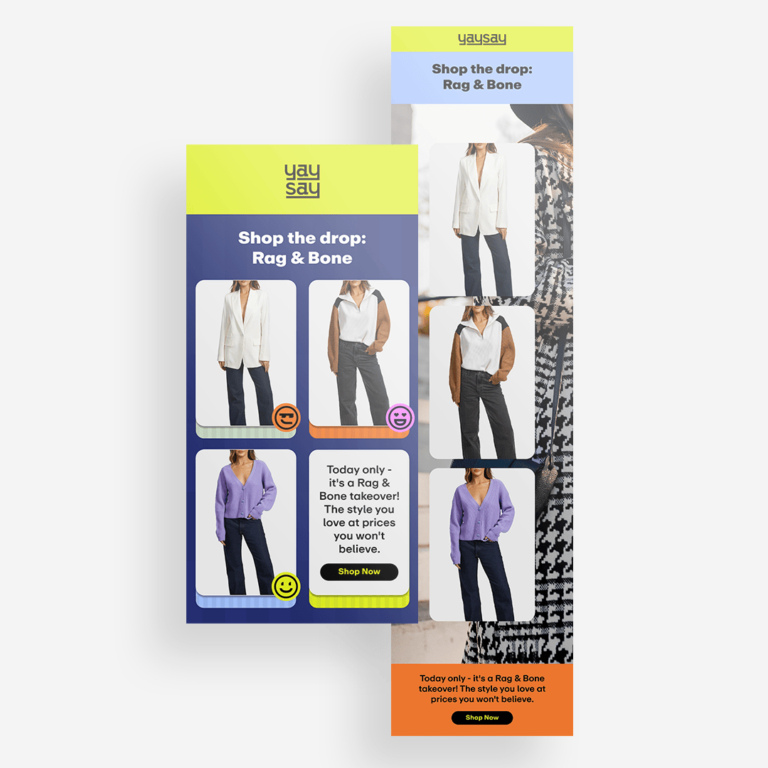 yay
say
Shop the drop:
Rag & Bone
Today only -
it's a Rag &
Bone takeover!
The style you
love at prices
you won't
believe.
Shop Now
yaysay
Shop the drop:
Rag & Bone
Today only - it's a Rag & Bone
takeover! The style you love at
prices you won't believe.
Shop Now